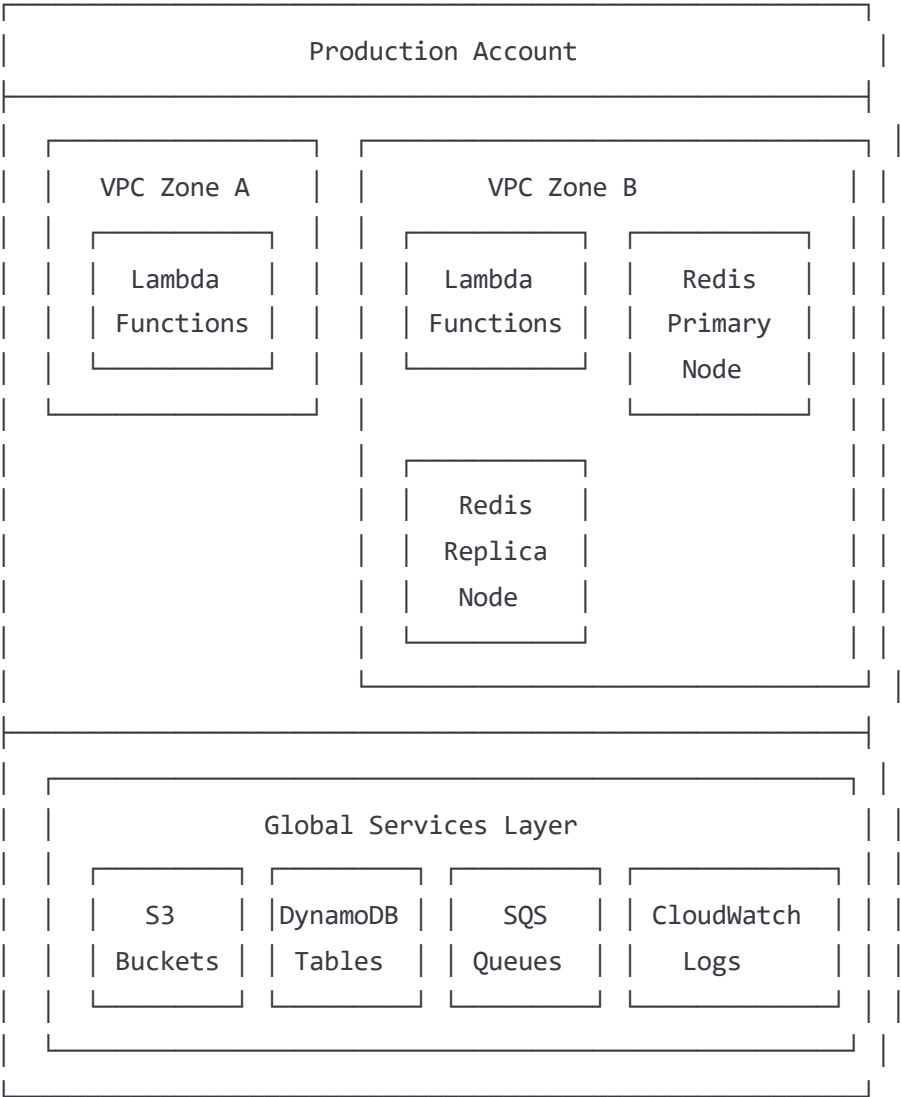 Production Account
VPC Zone A
VPC Zone B
Lambda
Functions
Lambda
Functions
Redis
Primary
Node
Redis
Replica
Node
Global Services Layer
S3
Buckets
DynamoDB
Tables
SQS
Queues
CloudWatch
Logs